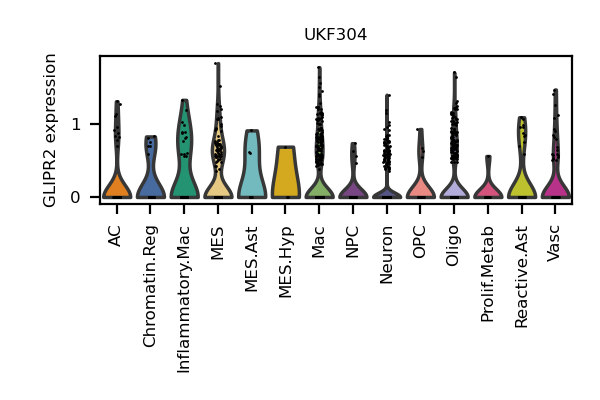 UKF304
GLIPR2 expression
1
0
AC
Chromatin.Reg
Inflammatory.Mac
MES
MES.Ast
MES.Hyp
Mac
NPC
Neuron
OPC
Oligo
Prolif.Metab
Reactive.Ast
Vasc